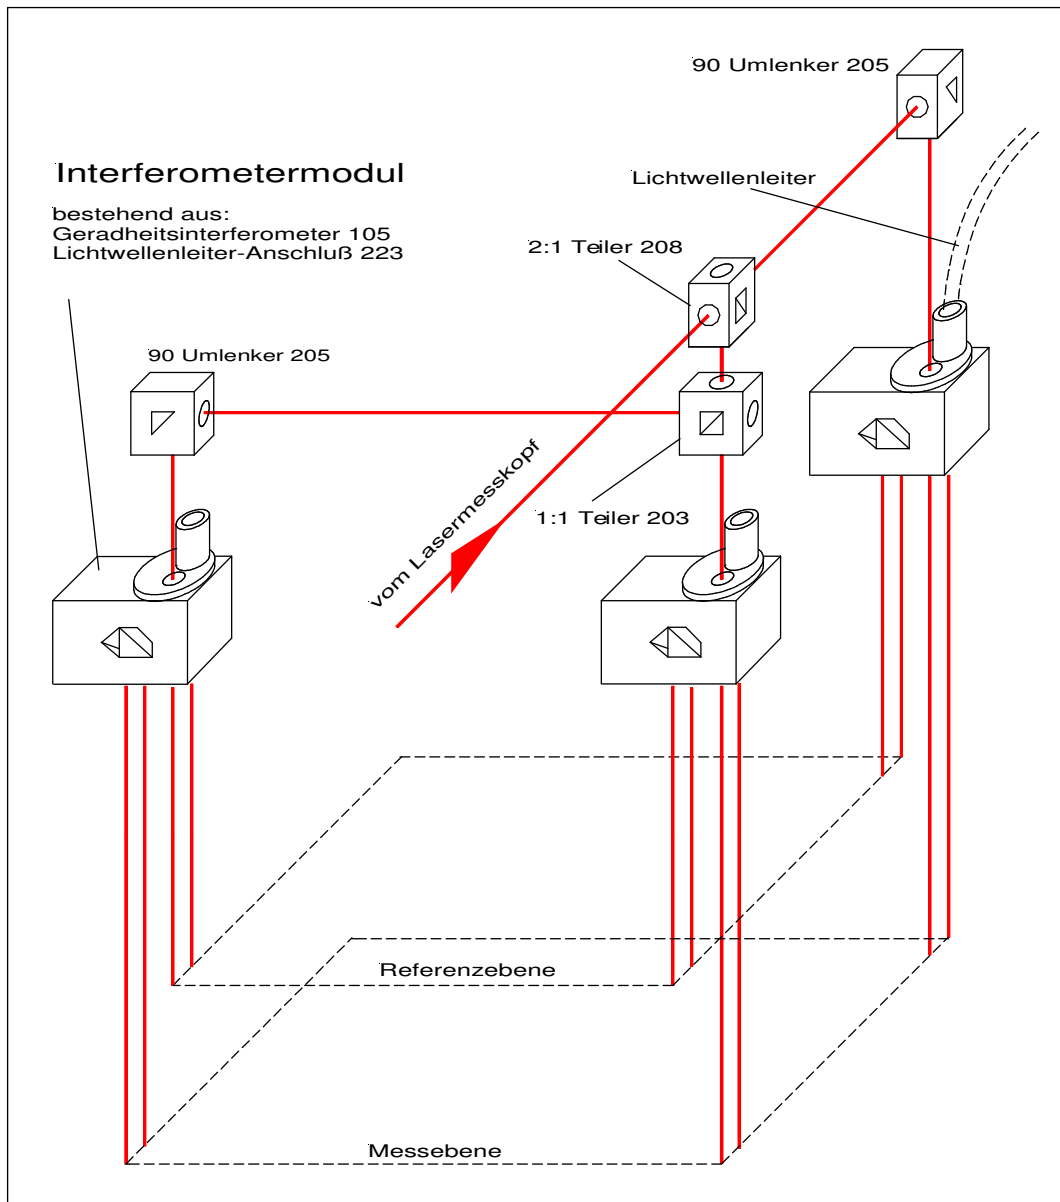 90 Umlenker 205
Interferometermodul
Lichtwellenleiter
bestehend aus:
Geradheitsinterferometer 105
Lichtwellenleiter-Anschluß 223
2:1 Teiler 208
90 Umlenker 205
vom Lasermesskopf
1:1 Teiler 203
Referenzebene
Messebene